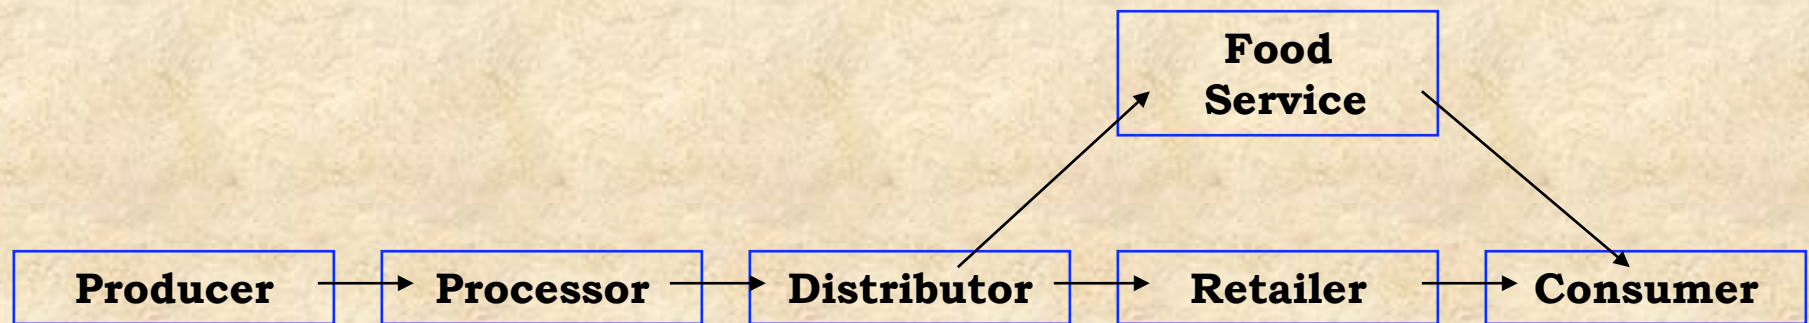 Food
Service
Producer
Processor
Distributor
Retailer
Consumer